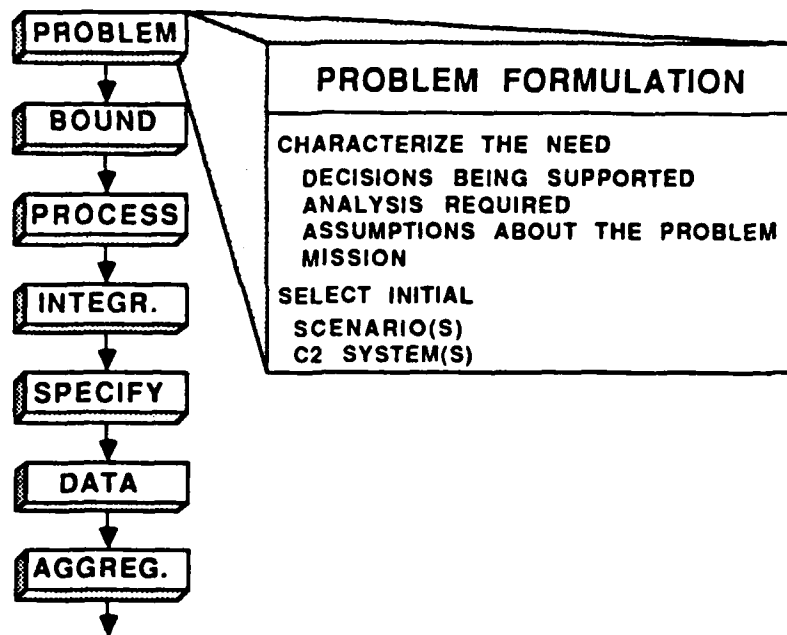 PROBLEM
BOUND
PROCESS
INTEGR.
SPECIFY
DATA
AGGREG.
PROBLEM FORMULATION
CHARACTERIZE THE NEED
DECISIONS BEING SUPPORTED
ANALYSIS REQUIRED
ASSUMPTIONS ABOUT THE PROBLEM
MISSION
SELECT INITIAL
SCENARIO(S)
C2 SYSTEM(S)